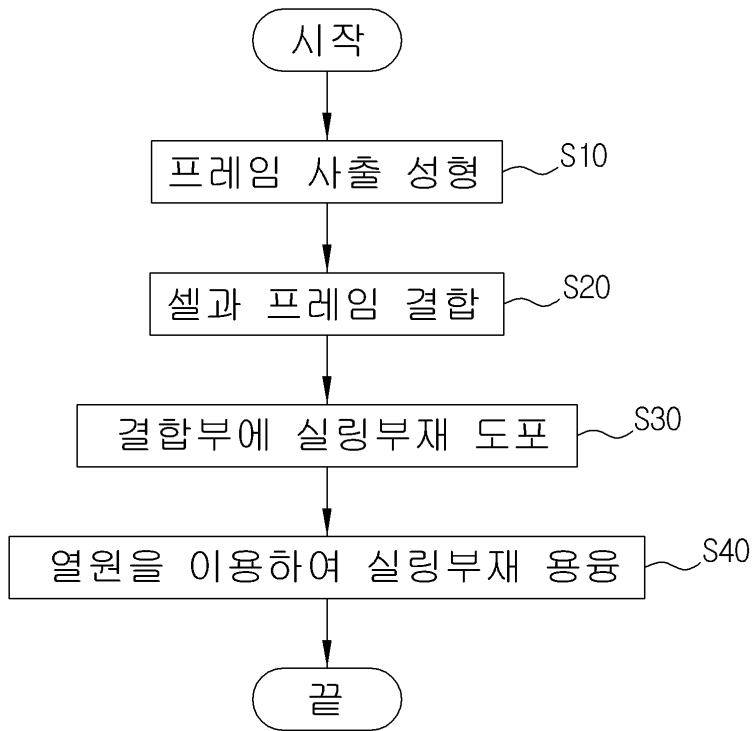 시작
프레임 사출 성형
S10
셀과 프레임 결합
S20
결합부에 실링부재 도포
S30
열원을 이용하여 실링부재 용융
S40
끝